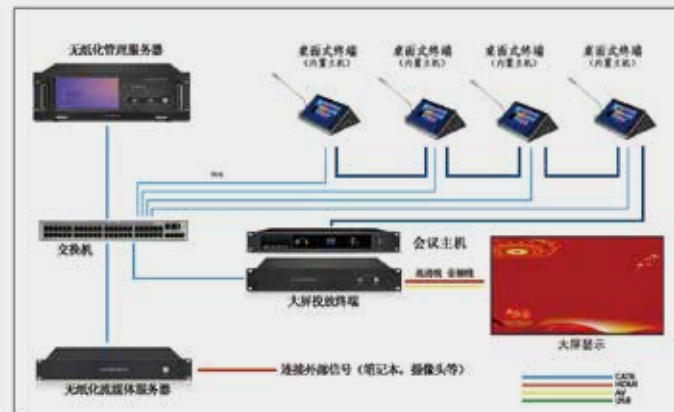 无纸化管理服务器
桌面式终端 桌面式终端 桌面式终端 桌面式终端
(内置主机) (内置主机) (内置主机) (内置主机)
交换机
会议主机
大屏投放终端
高清线 音频线
大屏显示
无纸化流媒体服务器
连接外部信号（笔记本，摄像头等）
CAT6
HDMI
AV
USB